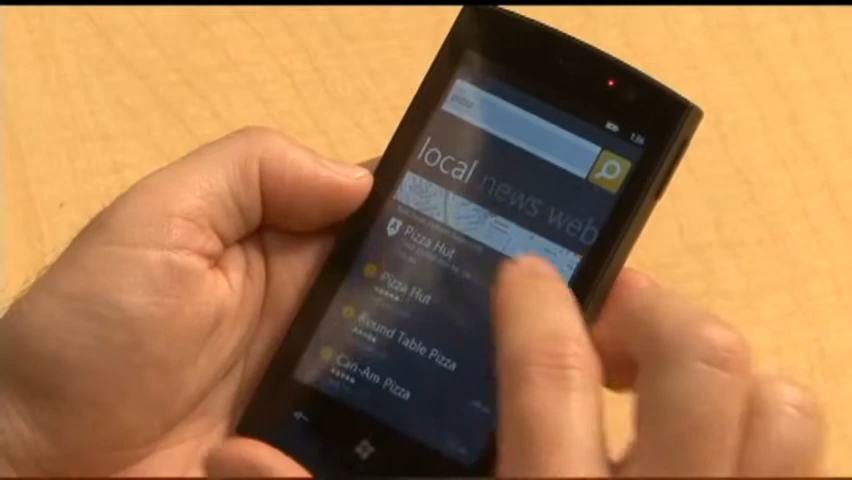 pizza
local news web
Pizza Hut
Pizza Hut
Round Table Pizza
Can-Am Pizza